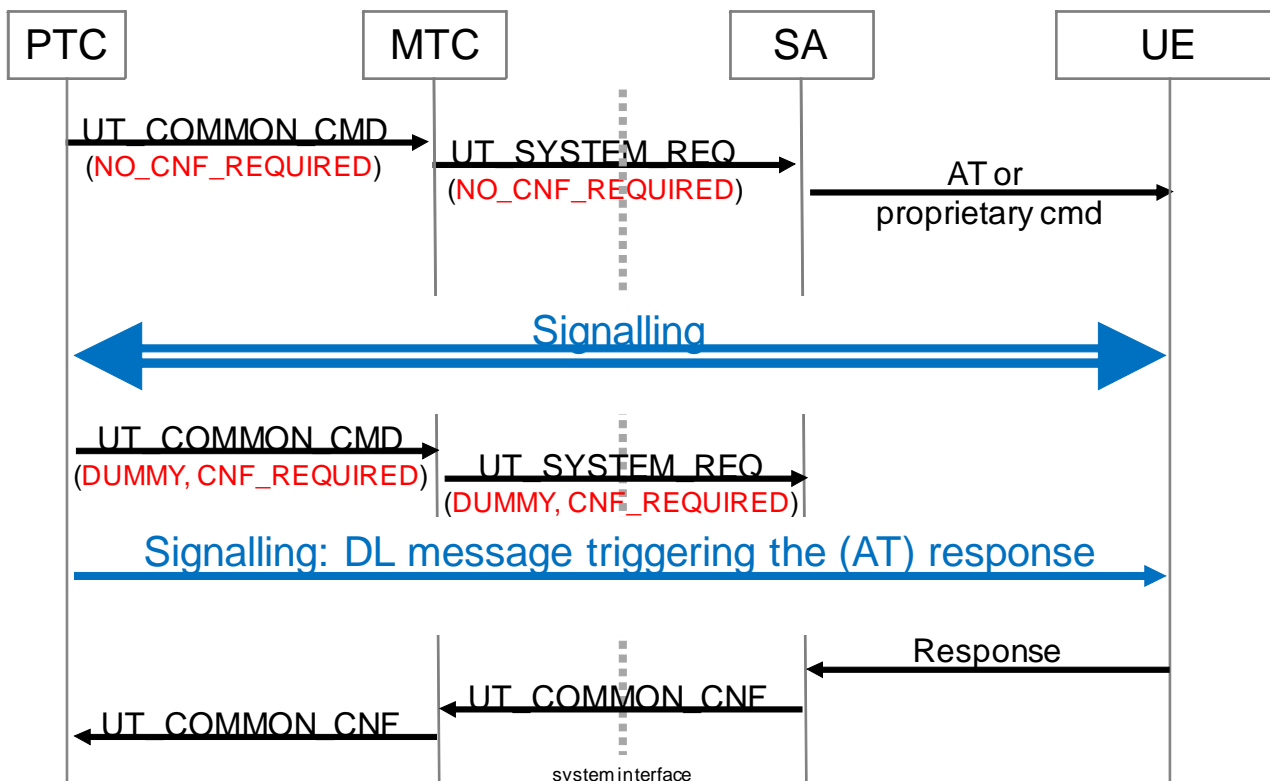 PTC
MTC
SA
UE
UT_COMMON_CMD
(NO_CNF_REQUIRED)
UT_SYSTEM_REQ
(NO_CNF_REQUIRED)
AT or
proprietary cmd
Signalling
UT_COMMON_CMD
(DUMMY, CNF_REQUIRED)
UT_SYSTEM_REQ
(DUMMY, CNF_REQUIRED)
Signalling: DL message triggering the (AT) response
Response
UT_COMMON_CNF
UT_COMMON_CNF
system interface